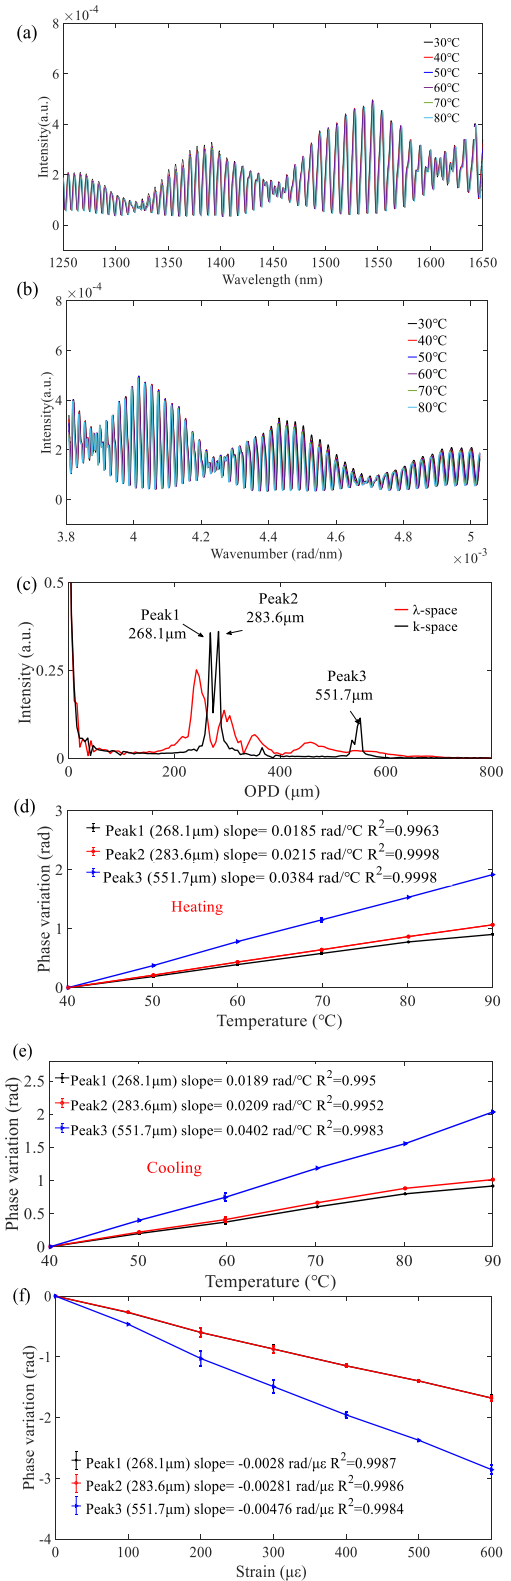 (a)
×10⁻⁴
8
6
4
2
0
Intensity(a.u.)
30℃
40℃
50℃
60℃
70℃
80℃
1250 1300 1350 1400 1450 1500 1550 1600 1650
Wavelength (nm)
(b)
×10⁻⁴
8
6
4
2
0
Intensity(a.u.)
30℃
40℃
50℃
60℃
70℃
80℃
3.8 4 4.2 4.4 4.6 4.8 5
Wavenumber (rad/nm)
×10⁻³
(c)
0.5
0.25
0
Intensity (a.u.)
Peak1
268.1μm
Peak2
283.6μm
Peak3
551.7μm
λ-space
k-space
0 200 400 600 800
OPD (μm)
(d)
3
2
1
0
Phase variation (rad)
Peak1 (268.1μm) slope= 0.0185 rad/℃ R²=0.9963
Peak2 (283.6μm) slope= 0.0215 rad/℃ R²=0.9998
Peak3 (551.7μm) slope= 0.0384 rad/℃ R²=0.9998
Heating
40 50 60 70 80 90
Temperature (℃)
(e)
2.5
2
1.5
1
0.5
0
Phase variation (rad)
Peak1 (268.1μm) slope= 0.0189 rad/℃ R²=0.995
Peak2 (283.6μm) slope= 0.0209 rad/℃ R²=0.9952
Peak3 (551.7μm) slope= 0.0402 rad/℃ R²=0.9983
Cooling
40 50 60 70 80 90
Temperature (℃)
(f)
0
-1
-2
-3
-4
Phase variation (rad)
Peak1 (268.1μm) slope= -0.0028 rad/με R²=0.9987
Peak2 (283.6μm) slope= -0.00281 rad/με R²=0.9986
Peak3 (551.7μm) slope= -0.00476 rad/με R²=0.9984
0 100 200 300 400 500 600
Strain (με)